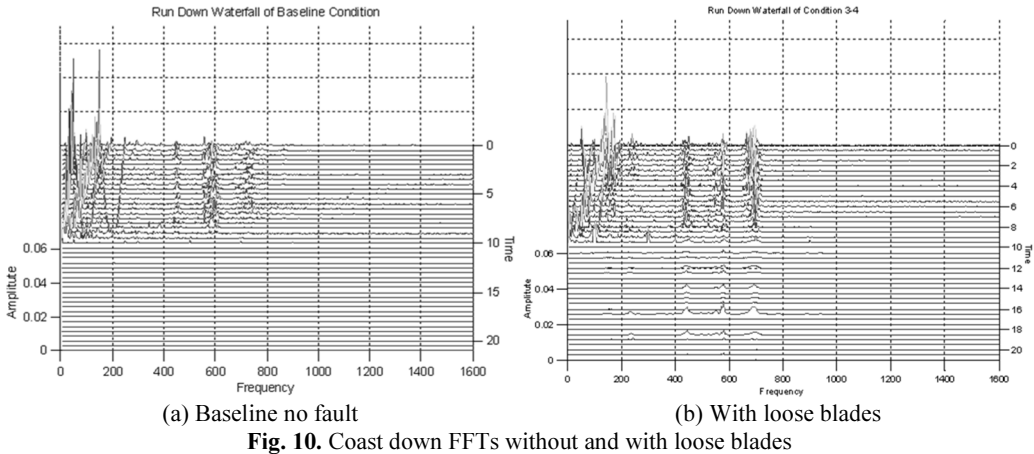 Run Down Waterfall of Baseline Condition
0
5
10
15
20
Time
0.06
0.04
0.02
0
Amplitude
0 200 400 600 800 1000 1200 1400 1600
Frequency
(a) Baseline no fault
Run Down Waterfall of Condition 3-4
0
2
4
6
8
10
12
14
16
18
20
Time
0.06
0.04
0.02
0
Amplitude
0 200 400 600 800 1000 1200 1400 1600
Frequency
(b) With loose blades
Fig. 10. Coast down FFTs without and with loose blades